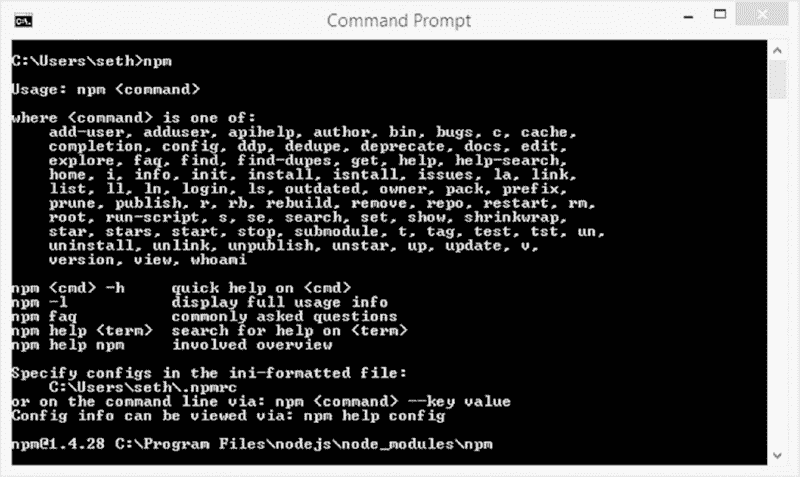 Command Prompt
C:\Users\seth>npm
Usage: npm <command>
where <command> is one of:
    add-user, adduser, apihelp, author, bin, bugs, c, cache,
    completion, config, ddp, dedupe, deprecate, docs, edit,
    explore, faq, find, find-dupes, get, help, help-search,
    home, i, info, init, install, isntall, issues, la, link,
    list, ll, ln, login, ls, outdated, owner, pack, prefix,
    prune, publish, r, rb, rebuild, remove, repo, restart, rm,
    root, run-script, s, se, search, set, show, shrinkwrap,
    star, stars, start, stop, submodule, t, tag, test, tst, un,
    uninstall, unlink, unpublish, unstar, up, update, v,
    version, view, whoami
npm <cmd> -h     quick help on <cmd>
npm -l           display full usage info
npm faq          commonly asked questions
npm help <term>  search for help on <term>
npm help npm     involved overview
Specify configs in the ini-formatted file:
    C:\Users\seth\.npmrc
or on the command line via: npm <command> --key value
Config info can be viewed via: npm help config
npm@1.4.28 C:\Program Files\nodejs\node_modules\npm